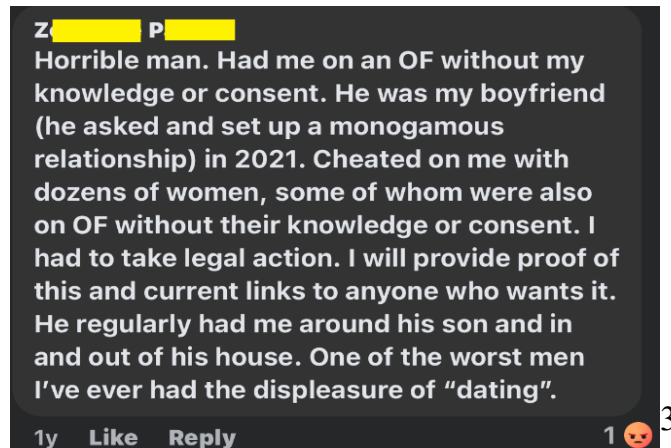 Z P
Horrible man. Had me on an OF without my
knowledge or consent. He was my boyfriend
(he asked and set up a monogamous
relationship) in 2021. Cheated on me with
dozens of women, some of whom were also
on OF without their knowledge or consent. I
had to take legal action. I will provide proof of
this and current links to anyone who wants it.
He regularly had me around his son and in
and out of his house. One of the worst men
I've ever had the displeasure of “dating”.
1y Like Reply 1
3